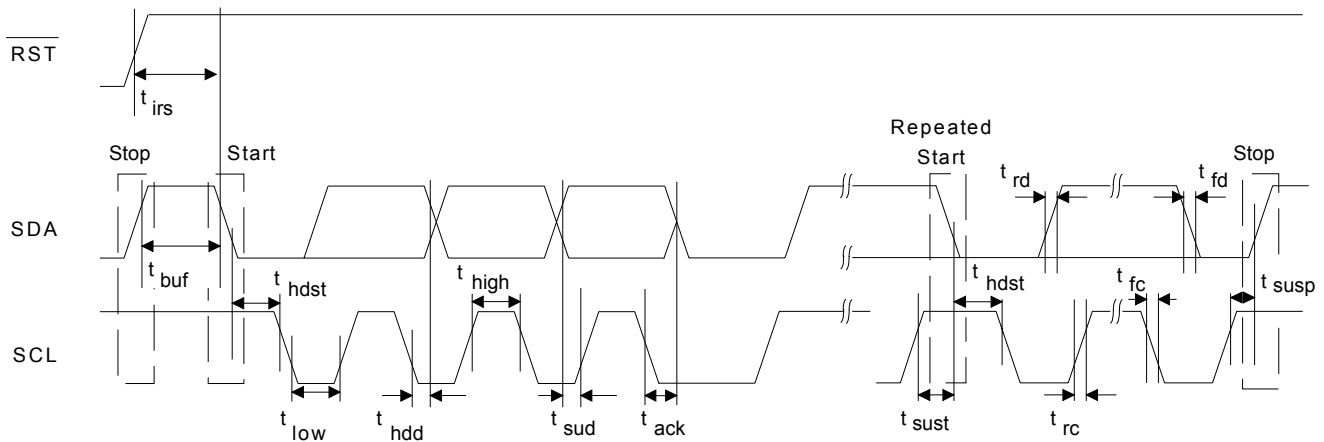 RST
t irs
Repeated
Stop
Start
Start
Stop
t rd
t fd
SDA
t buf
t hdst
t high
t hdst
t fc
t susp
SCL
t low
t hdd
t sud
t ack
t sust
t rc